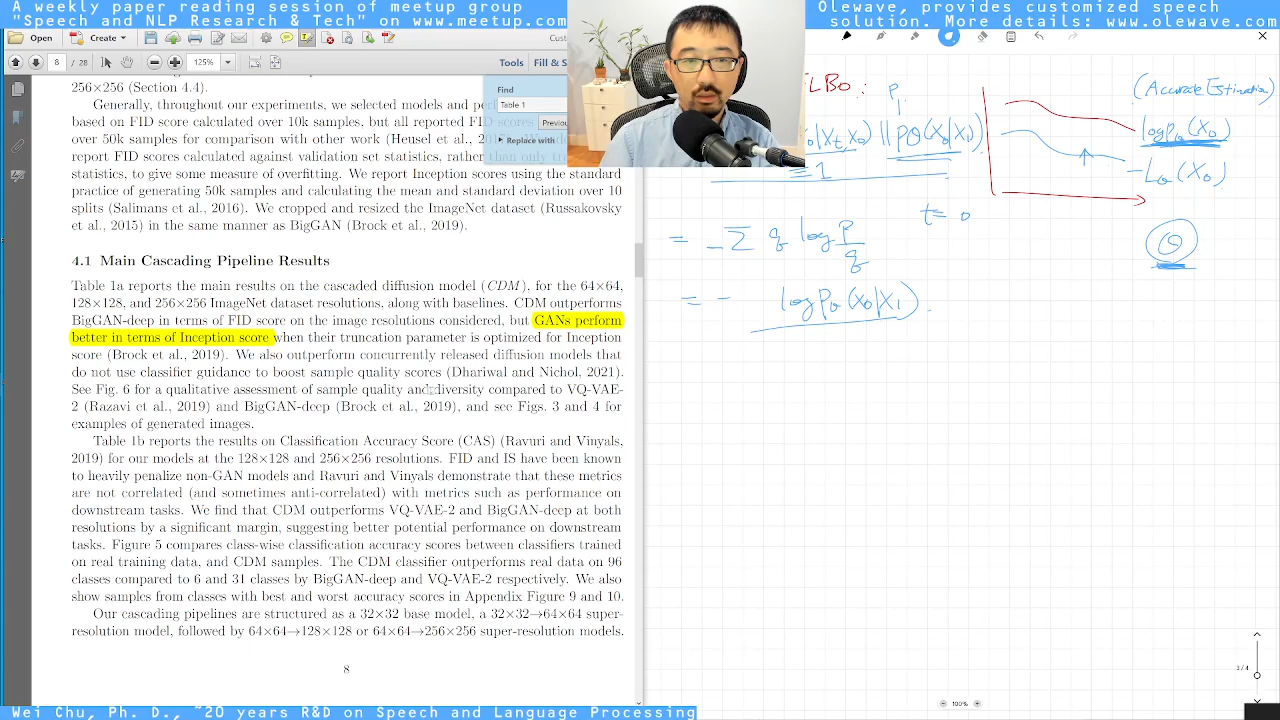 A weekly paper reading session of meetup group
"Speech and NLP Research & Tech" on "www.meetup.com
Olewave, provides customized speech
solution. More details: www.olewave.com
Open
Create
8
/ 52
125%
Tools
Fill & S
Find
Table 1
Previou
Replace with
256×256 (Section 4.4).
Generally, throughout our experiments, we selected models and
based on FID score calculated over 10k samples, but all reported FID
over 50k samples for comparison with other work (Heusel et
report FID scores calculated against validation set statistics,
statistics, to give some measure of overfitting. We report Inception scores using the standard
practice of generating 50k samples and calculating the mean and standard deviation over 10
splits (Salimans et al., 2016). We cropped and resized the ImageNet dataset (Russakovsky
et al., 2015) in the same manner as BigGAN (Brock et al., 2019).
4.1 Main Cascading Pipeline Results
Table 1a reports the main results on the cascaded diffusion model (CDM), for the 64×64,
128×128, and 256×256 ImageNet dataset resolutions, along with baselines. CDM outperforms
BigGAN-deep in terms of FID score on the image resolutions considered, but GANs perform
better in terms of Inception score when their truncation parameter is optimized for Inception
score (Brock et al., 2019). We also outperform concurrently released diffusion models that
do not use classifier guidance to boost sample quality scores (Dhariwal and Nichol, 2021).
See Fig. 6 for a qualitative assessment of sample quality and diversity compared to VQ-VAE-
2 (Razavi et al., 2019) and BigGAN-deep (Brock et al., 2019), and see Figs. 3 and 4 for
examples of generated images.
Table 1b reports the results on Classification Accuracy Score (CAS) (Ravuri and Vinyals,
2019) for our models at the 128×128 and 256×256 resolutions. FID and IS have been known
to heavily penalize non-GAN models and Ravuri and Vinyals demonstrate that these metrics
are not correlated (and sometimes anti-correlated) with metrics such as performance on
downstream tasks. We find that CDM outperforms VQ-VAE-2 and BigGAN-deep at both
resolutions by a significant margin, suggesting better potential performance on downstream
tasks. Figure 5 compares class-wise classification accuracy scores between classifiers trained
on real training data, and CDM samples. The CDM classifier outperforms real data on 96
classes compared to 6 and 31 classes by BigGAN-deep and VQ-VAE-2 respectively. We also
show samples from classes with best and worst accuracy scores in Appendix Figure 9 and 10.
Our cascading pipelines are structured as a 32×32 base model, a 32×32→64×64 super-
resolution model, followed by 64×64→128×128 or 64×64→256×256 super-resolution models.
8
ELBO:
P
|Xt, X0) || pθ(X0|X1)
≡1
t= 0
= -Σ q log P/q
= - log pθ(X0|X1)
(Accurate Estimation)
log pθ(X0)
-Lθ(X0)
θ
100%
Wei Chu, Ph. D., ~20 years R&D on Speech and Language Processing